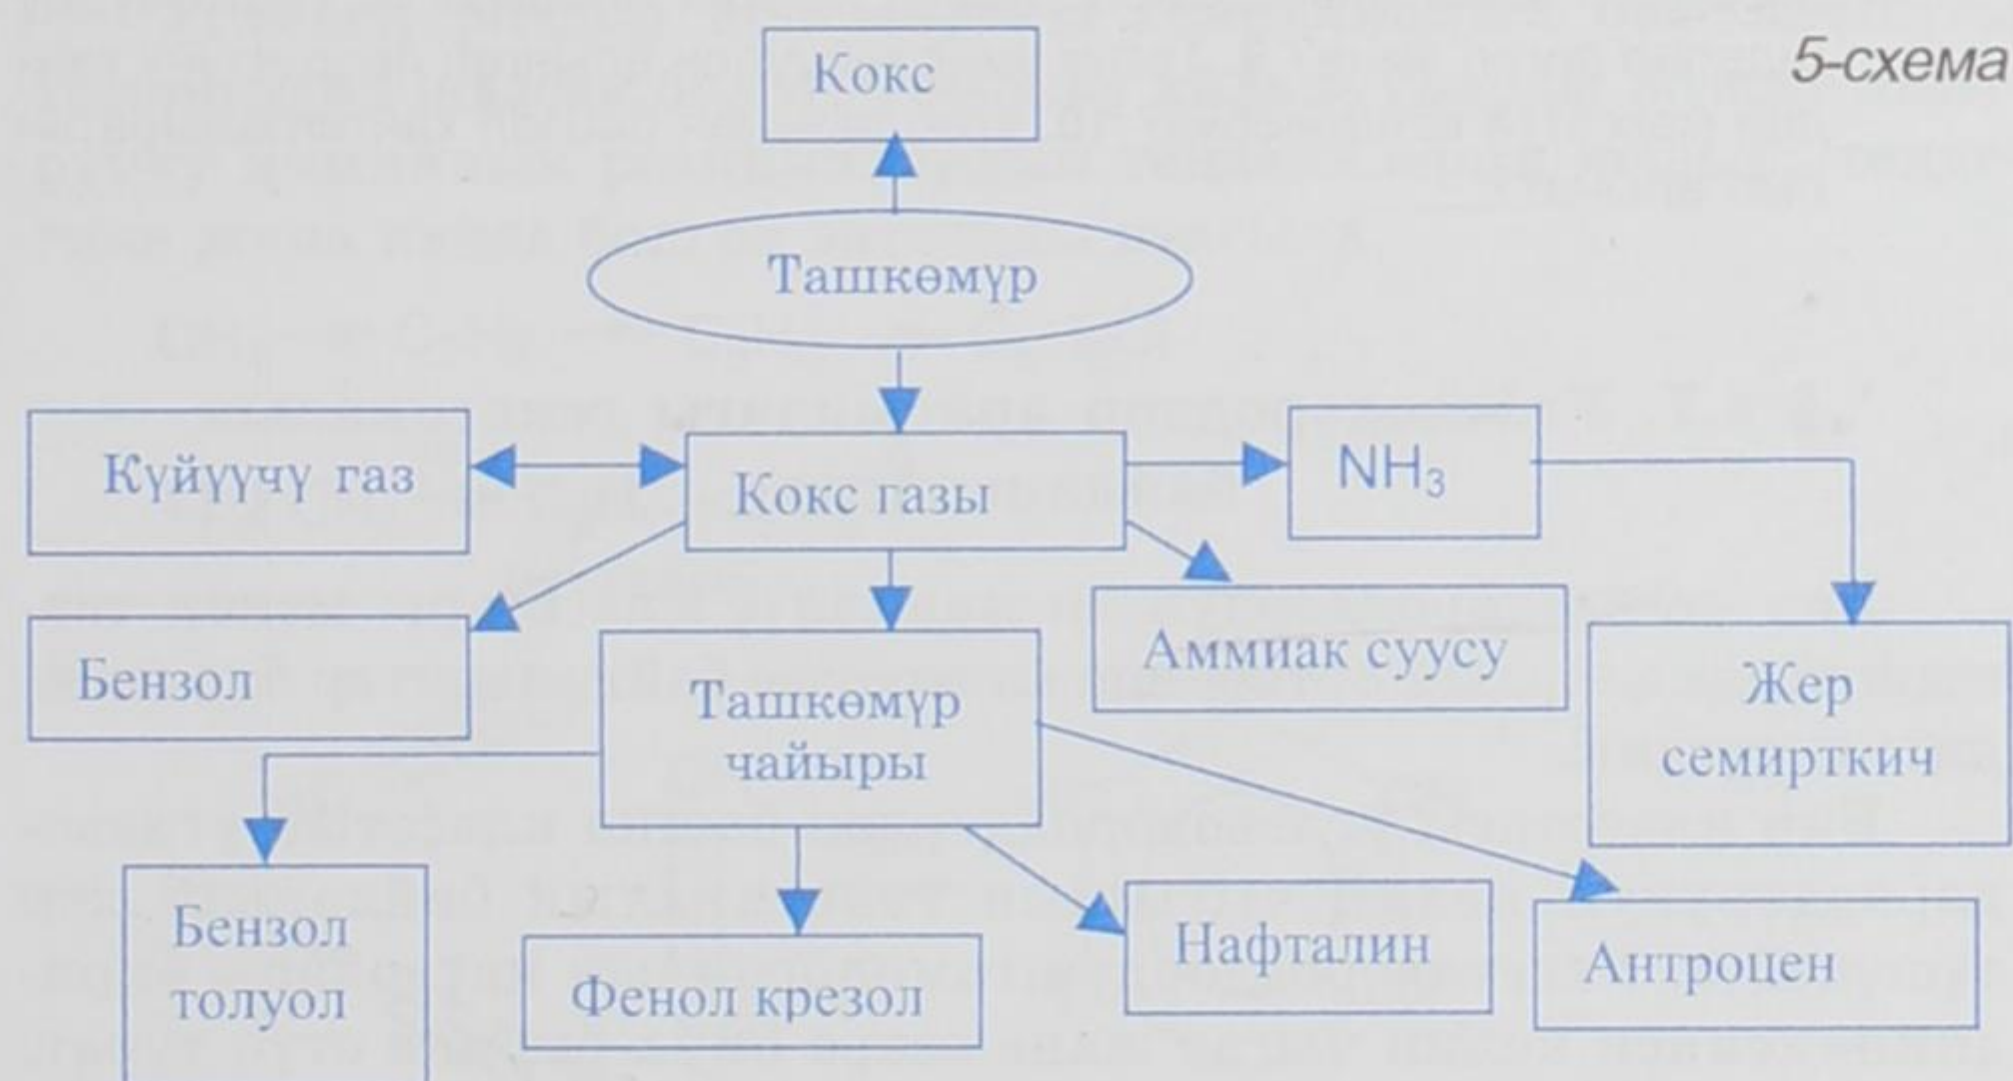 5-схема
Кокс
Ташкөмүр
Күйүүчү газ
Кокс газы
NH₃
Бензол
Ташкөмүр
чайыры
Аммиак суусу
Жер
семирткич
Бензол
толуол
Фенол крезол
Нафталин
Антроцен